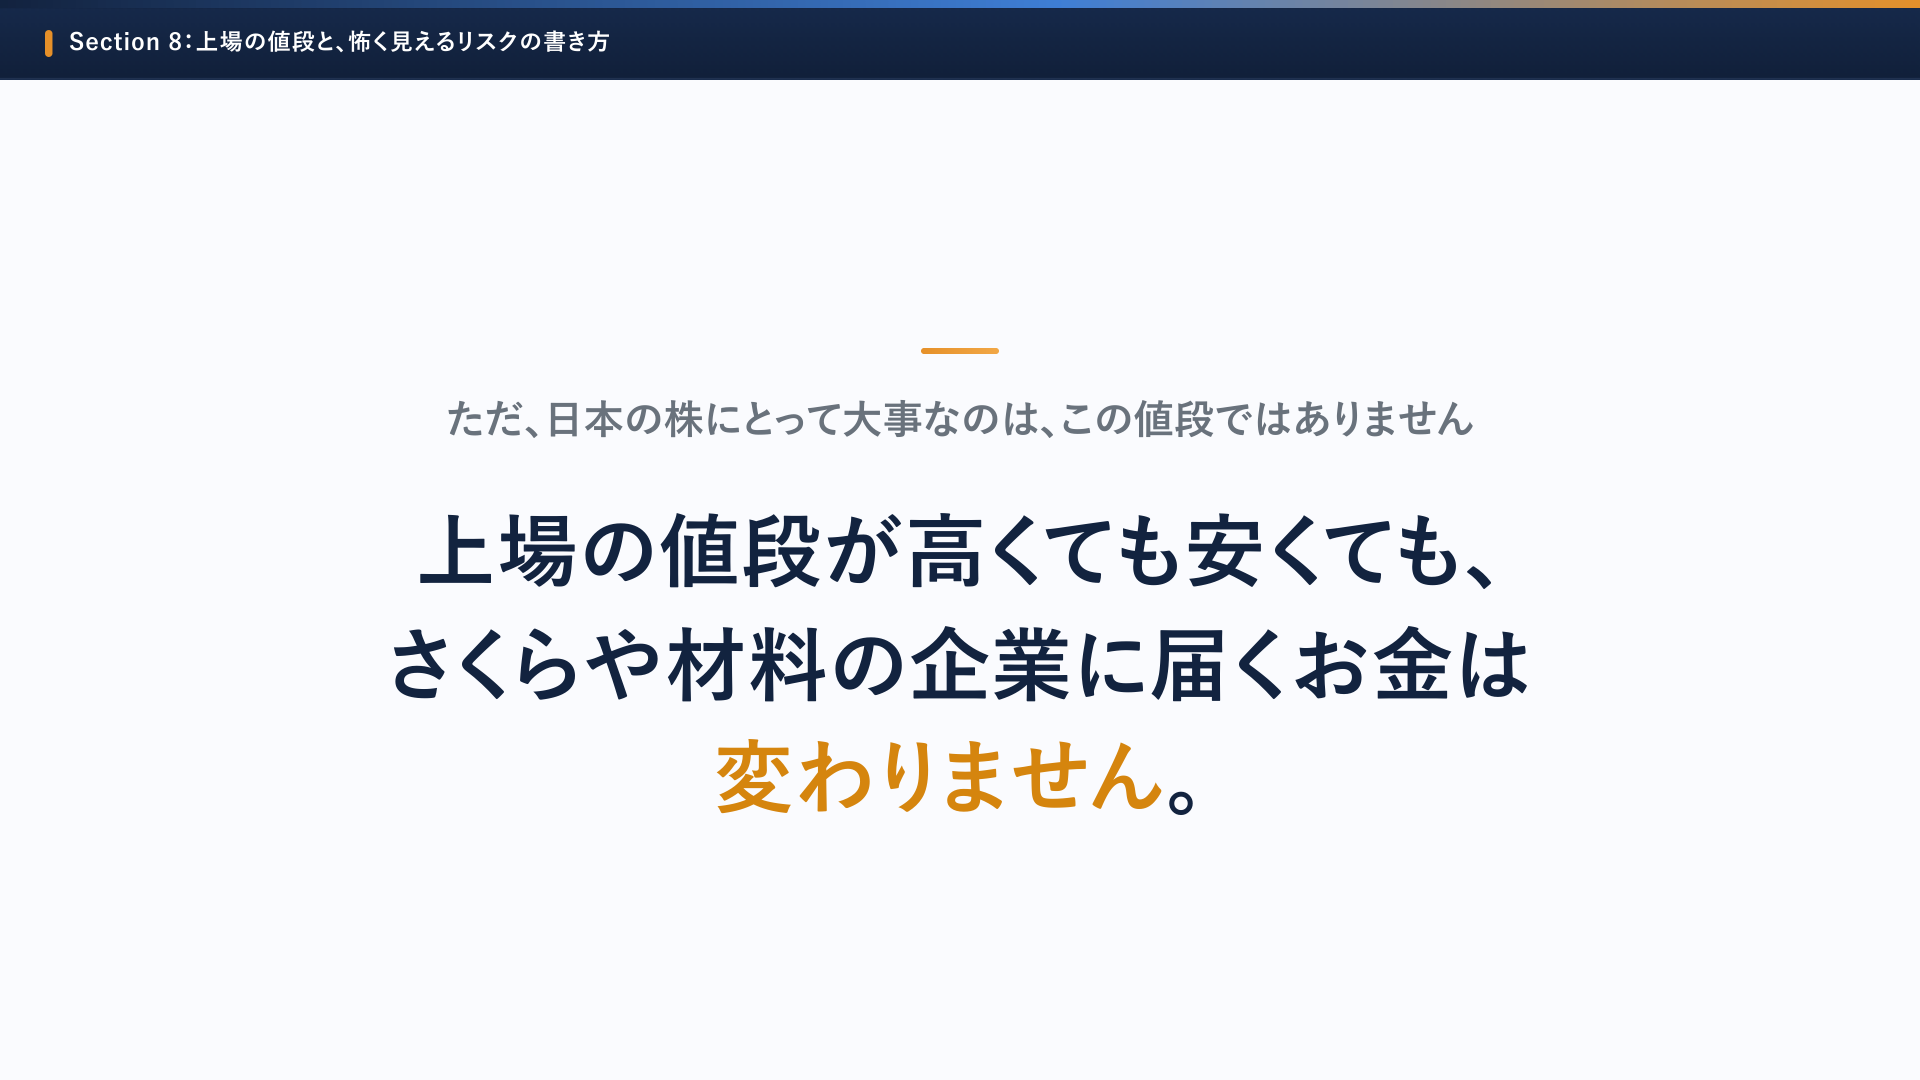 Section 8：上場の値段と、怖く見えるリスクの書き方
ただ、日本の株にとって大事なのは、この値段ではありません
上場の値段が高くても安くても、
さくらや材料の企業に届くお金は
変わりません。